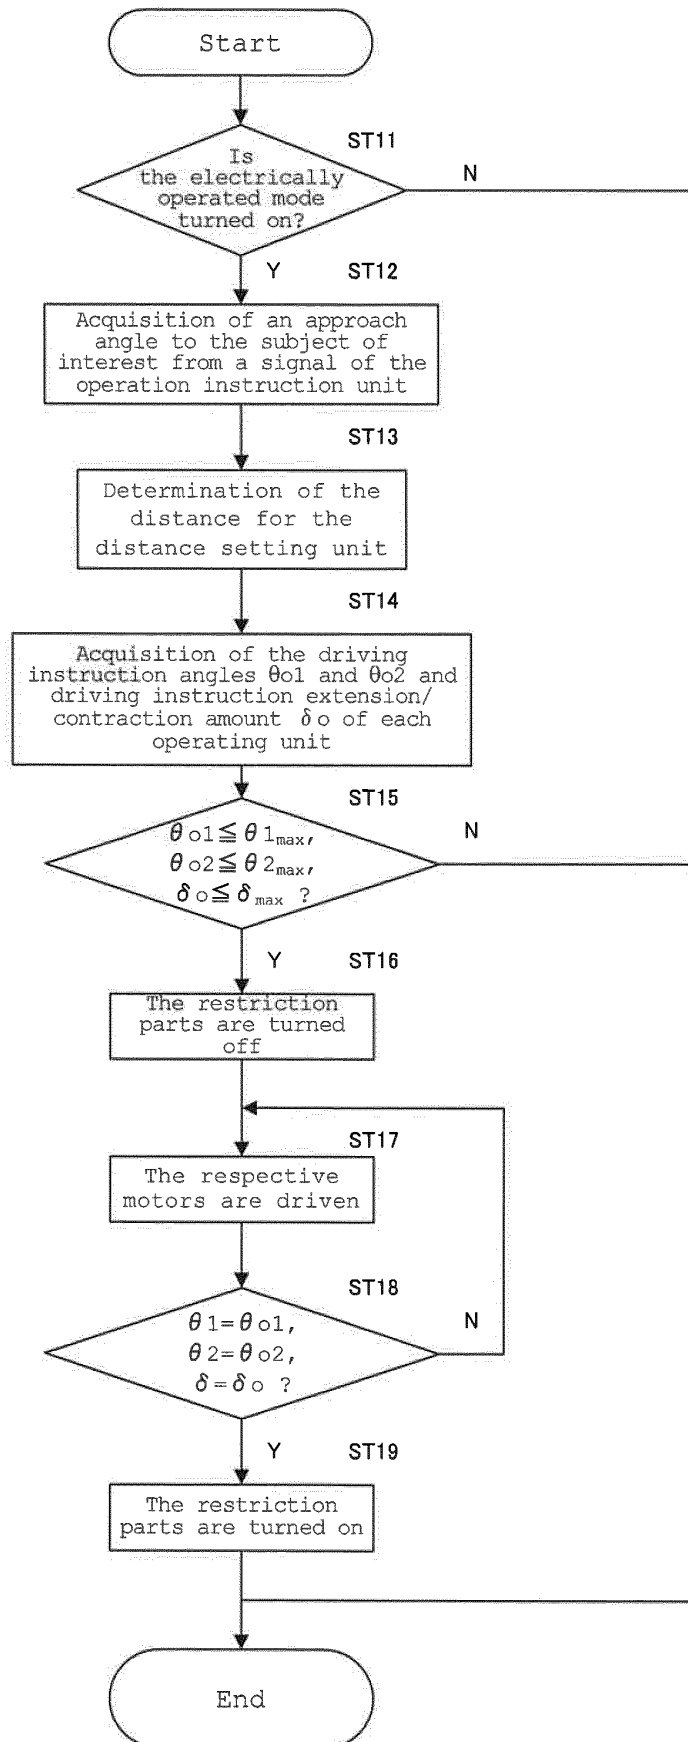 Start
ST11
Is
the electrically
operated mode
turned on?
N
Y
ST12
Acquisition of an approach
angle to the subject of
interest from a signal of the
operation instruction unit
ST13
Determination of the
distance for the
distance setting unit
ST14
Acquisition of the driving
instruction angles θo1 and θo2 and
driving instruction extension/
contraction amount δo of each
operating unit
ST15
θo1≦θ1max,
θo2≦θ2max,
δo≦δmax ?
N
Y
ST16
The restriction
parts are turned
off
ST17
The respective
motors are driven
ST18
θ1=θo1,
θ2=θo2,
δ=δo ?
N
Y
ST19
The restriction
parts are turned on
End